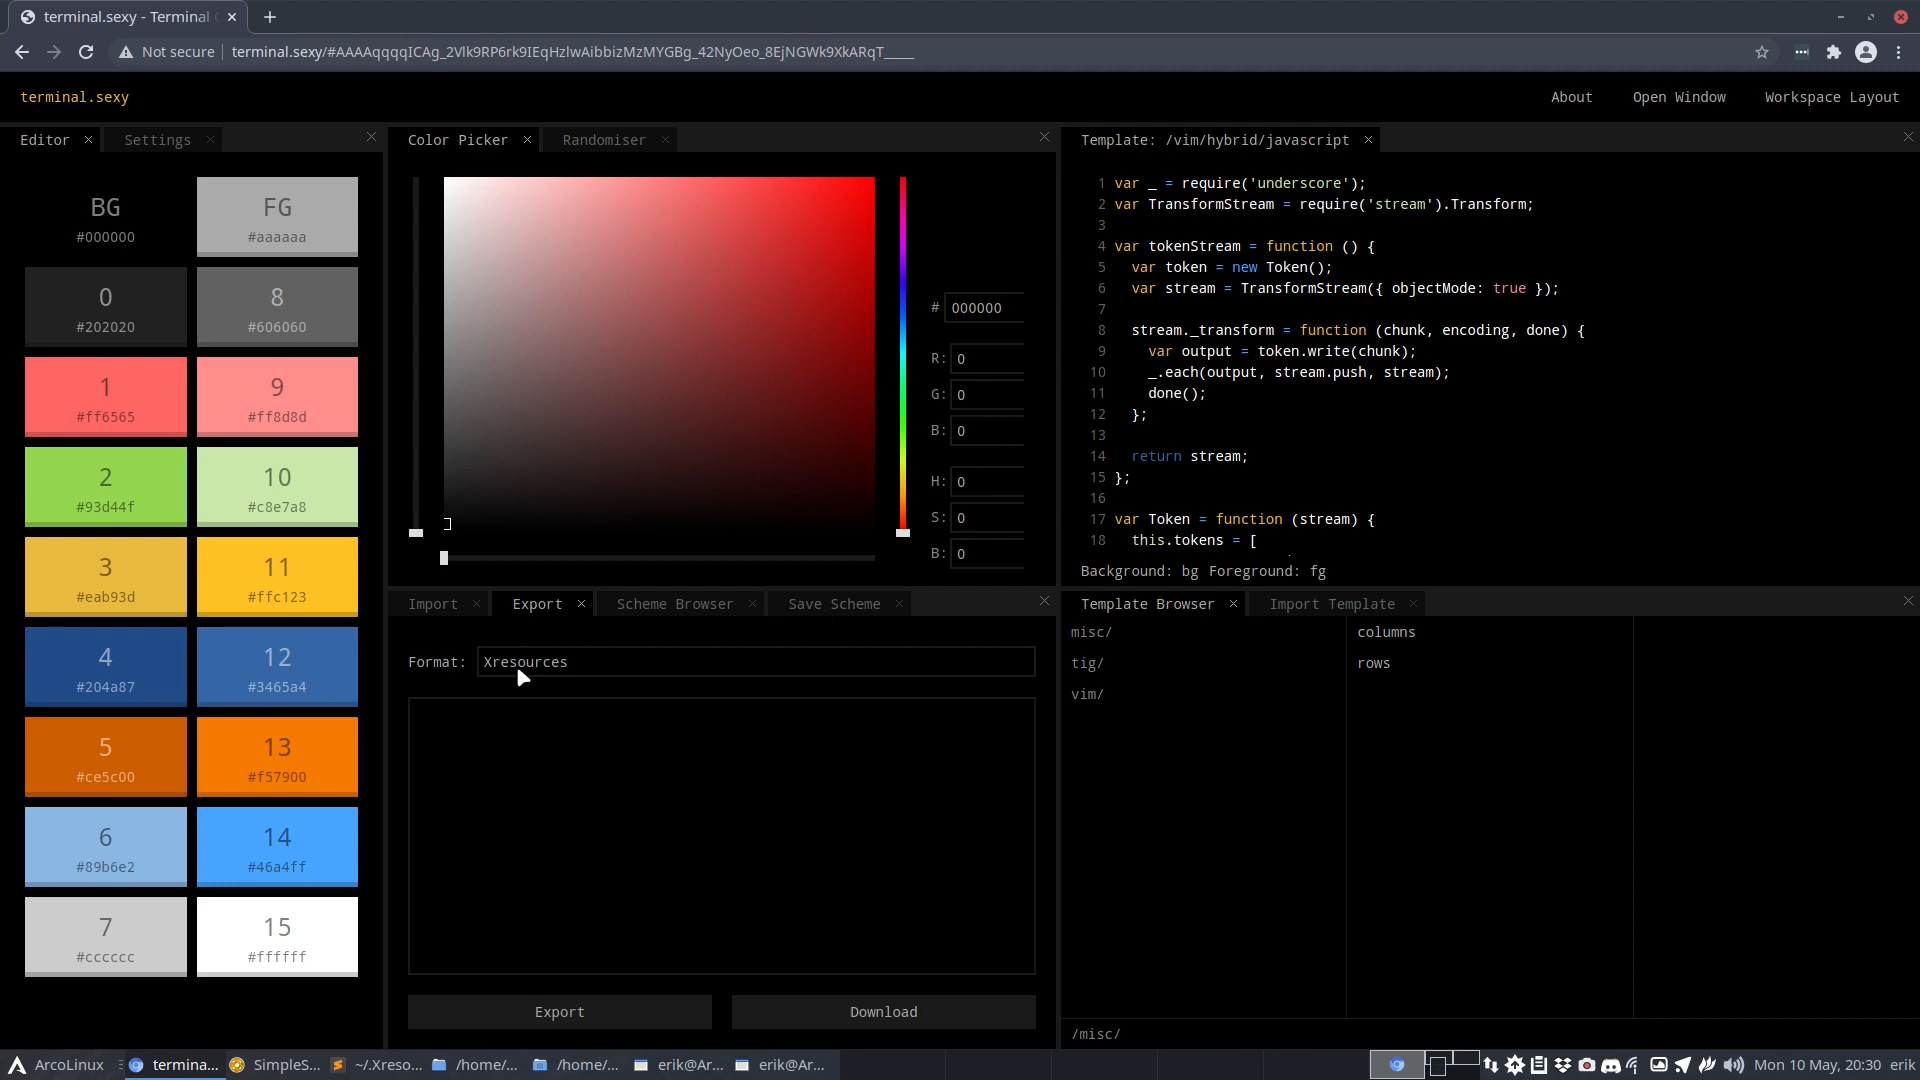 terminal.sexy - Terminal
Not secure
terminal.sexy/#AAAAqqqqICAg_2Vlk9RP6rk9IEqHzlwAibbizMzMYGBg_42NyOeo_8EjNGWk9XkARqT_____
terminal.sexy
About
Open Window
Workspace Layout
Editor
Settings
BG
#000000
FG
#aaaaaa
0
#202020
8
#606060
1
#ff6565
9
#ff8d8d
2
#93d44f
10
#c8e7a8
3
#eab93d
11
#ffc123
4
#204a87
12
#3465a4
5
#ce5c00
13
#f57900
6
#89b6e2
14
#46a4ff
7
#cccccc
15
#ffffff
Color Picker
Randomiser
# 000000
R: 0
G: 0
B: 0
H: 0
S: 0
B: 0
Template: /vim/hybrid/javascript
1 var _ = require('underscore');
2 var TransformStream = require('stream').Transform;
3
4 var tokenStream = function () {
5 var token = new Token();
6 var stream = TransformStream({ objectMode: true });
7
8 stream._transform = function (chunk, encoding, done) {
9 var output = token.write(chunk);
10 _.each(output, stream.push, stream);
11 done();
12 };
13
14 return stream;
15 };
16
17 var Token = function (stream) {
18 this.tokens = [
Background: bg Foreground: fg
Import
Export
Scheme Browser
Save Scheme
Format: Xresources
Export
Download
Template Browser
Import Template
misc/
tig/
vim/
columns
rows
/misc/
ArcoLinux
termina...
SimpleS...
~/.Xreso...
/home/...
/home/...
erik@Ar...
erik@Ar...
Mon 10 May, 20:30
erik